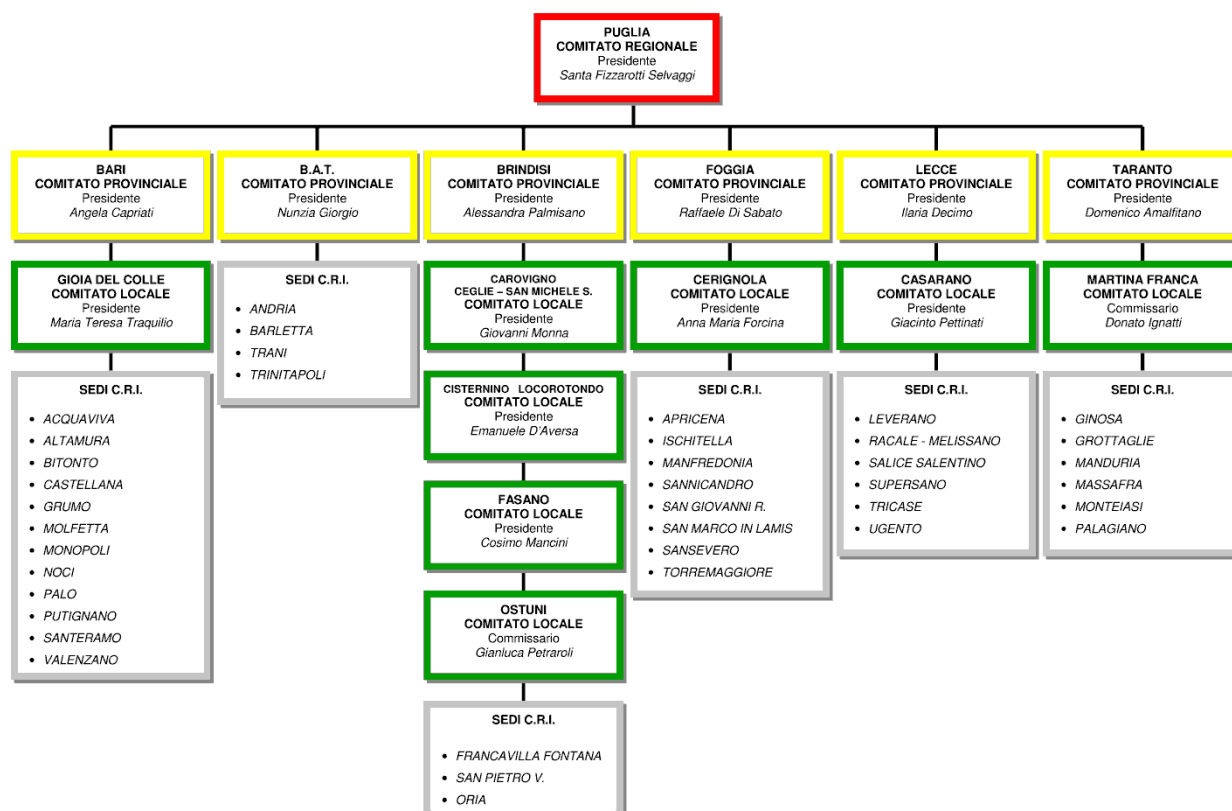 PUGLIA
COMITATO REGIONALE
Presidente
Santa Fizzarotti Selvaggi
BARI
COMITATO PROVINCIALE
Presidente
Angela Capriati
B.A.T.
COMITATO PROVINCIALE
Presidente
Nunzia Giorgio
BRINDISI
COMITATO PROVINCIALE
Presidente
Alessandra Palmisano
FOGGIA
COMITATO PROVINCIALE
Presidente
Raffaele Di Sabato
LECCE
COMITATO PROVINCIALE
Presidente
Ilaria Decimo
TARANTO
COMITATO PROVINCIALE
Presidente
Domenico Amalfitano
GIOIA DEL COLLE
COMITATO LOCALE
Presidente
Maria Teresa Traquilio
SEDI C.R.I.
• ACQUAVIVA
• ALTAMURA
• BITONTO
• CASTELLANA
• GRUMO
• MOLFETTA
• MONOPOLI
• NOCI
• PALO
• PUTIGNANO
• SANTERAMO
• VALENZANO
SEDI C.R.I.
• ANDRIA
• BARLETTA
• TRANI
• TRINITAPOLI
CAROVIGNO
CEGLIE – SAN MICHELE S.
COMITATO LOCALE
Presidente
Giovanni Monna
CISTERNINO LOCOROTONDO
COMITATO LOCALE
Presidente
Emanuele D'Aversa
FASANO
COMITATO LOCALE
Presidente
Cosimo Mancini
OSTUNI
COMITATO LOCALE
Commissario
Gianluca Petraroli
SEDI C.R.I.
• FRANCAVILLA FONTANA
• SAN PIETRO V.
• ORIA
CERIGNOLA
COMITATO LOCALE
Presidente
Anna Maria Forcina
SEDI C.R.I.
• APRICENA
• ISCHITELLA
• MANFREDONIA
• SANNICANDRO
• SAN GIOVANNI R.
• SAN MARCO IN LAMIS
• SANSEVERO
• TORREMAGGIORE
CASARANO
COMITATO LOCALE
Presidente
Giacinto Pettinati
SEDI C.R.I.
• LEVERANO
• RACALE - MELISSANO
• SALICE SALENTINO
• SUPERSANO
• TRICASE
• UGENTO
MARTINA FRANCA
COMITATO LOCALE
Commissario
Donato Ignatti
SEDI C.R.I.
• GINOSA
• GROTTAGLIE
• MANDURIA
• MASSAFRA
• MONTEIASI
• PALAGIANO